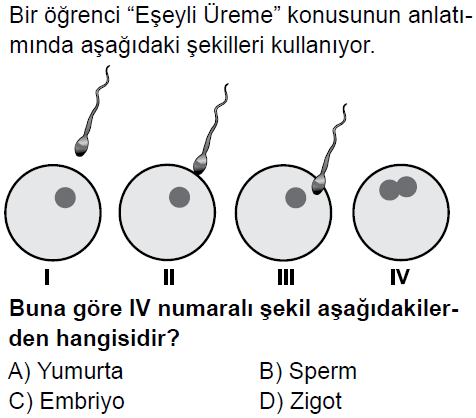 Bir öğrenci “Eşeyli Üreme” konusunun anlatı-
mında aşağıdaki şekilleri kullanıyor.
I II III IV
Buna göre IV numaralı şekil aşağıdakiler-
den hangisidir?
A) Yumurta B) Sperm
C) Embriyo D) Zigot